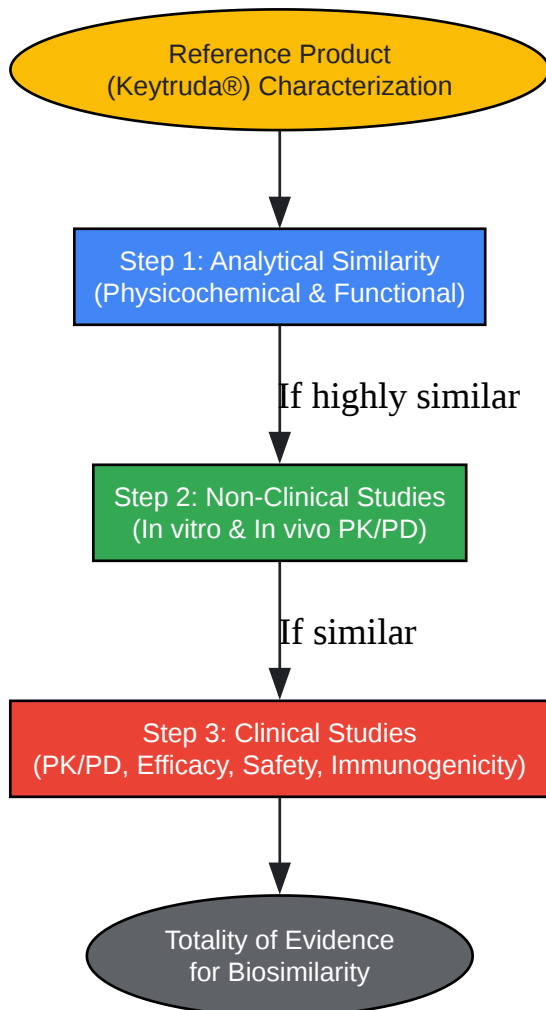 Reference Product
(Keytruda®) Characterization
Step 1: Analytical Similarity
(Physicochemical & Functional)
If highly similar
Step 2: Non-Clinical Studies
(In vitro & In vivo PK/PD)
If similar
Step 3: Clinical Studies
(PK/PD, Efficacy, Safety, Immunogenicity)
Totality of Evidence
for Biosimilarity